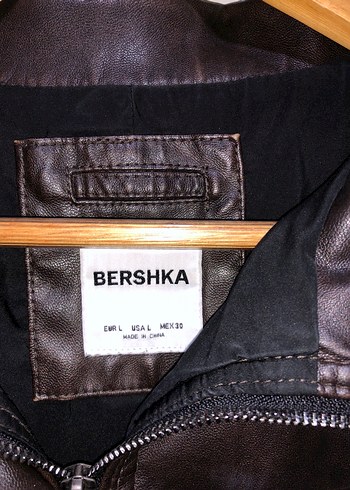 BERSHKA
EUR L USA L MEX 30
MADE IN CHINA